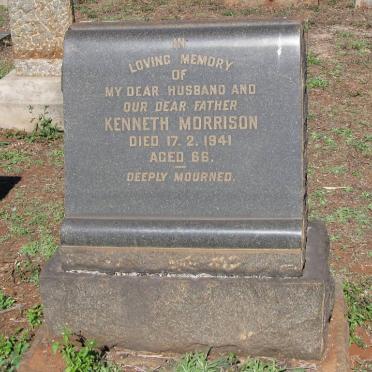 IN
LOVING MEMORY
OF
MY DEAR HUSBAND AND
OUR DEAR FATHER
KENNETH MORRISON
DIED 17. 2. 1941
AGED 66.
DEEPLY MOURNED.